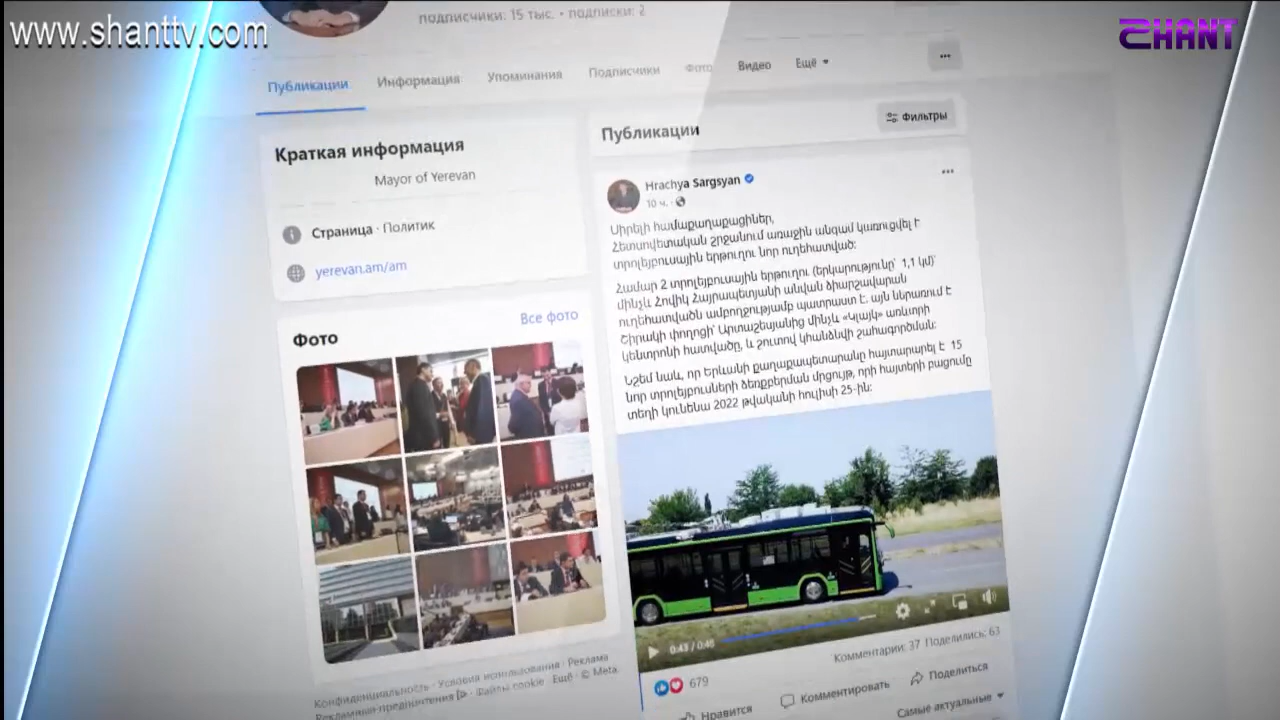 www.shanttv.com
SHANT
подписчики: 15 тыс. • подписки: 2
Публикации Информация Упоминания Подписчики Фото Видео Ещё
Краткая информация
Mayor of Yerevan
Страница · Политик
yerevan.am/am
Фото
Все фото
Конфиденциальность · Условия использования · Реклама
Рекламные предпочтения · Файлы cookie · Ещё · © Meta.
Публикации
Фильтры
Hrachya Sargsyan
10 ч.
Սիրելի համաքաղաքացիներ,
Հետսովետական շրջանում առաջին անգամ կառուցվել է
տրոլեյբուսային երթուղու նոր ուղեհատված:
Համար 2 տրոլեյբուսային երթուղու (երկարությունը՝ 1,1 կմ)՝
մինչև Հովիկ Հայրապետյանի անվան ձիարշավարան
ուղեհատվածն ամբողջությամբ պատրաստ է. այն ներառում է
Շիրակի փողոցի՝ Արտաշեսյանից մինչև «Կլայկ» առևտրի
կենտրոնի հատվածը, և շուտով կհանձնվի շահագործման:
Նշեմ նաև, որ Երևանի քաղաքապետարանը հայտարարել է 15
նոր տրոլեյբուսների ձեռքբերման մրցույթ, որի հայտերի բացումը
տեղի կունենա 2022 թվականի հուլիսի 25-ին:
0:43 / 0:46
Комментарии: 37 Поделились: 63
679
Нравится Комментировать Поделиться
Самые актуальные